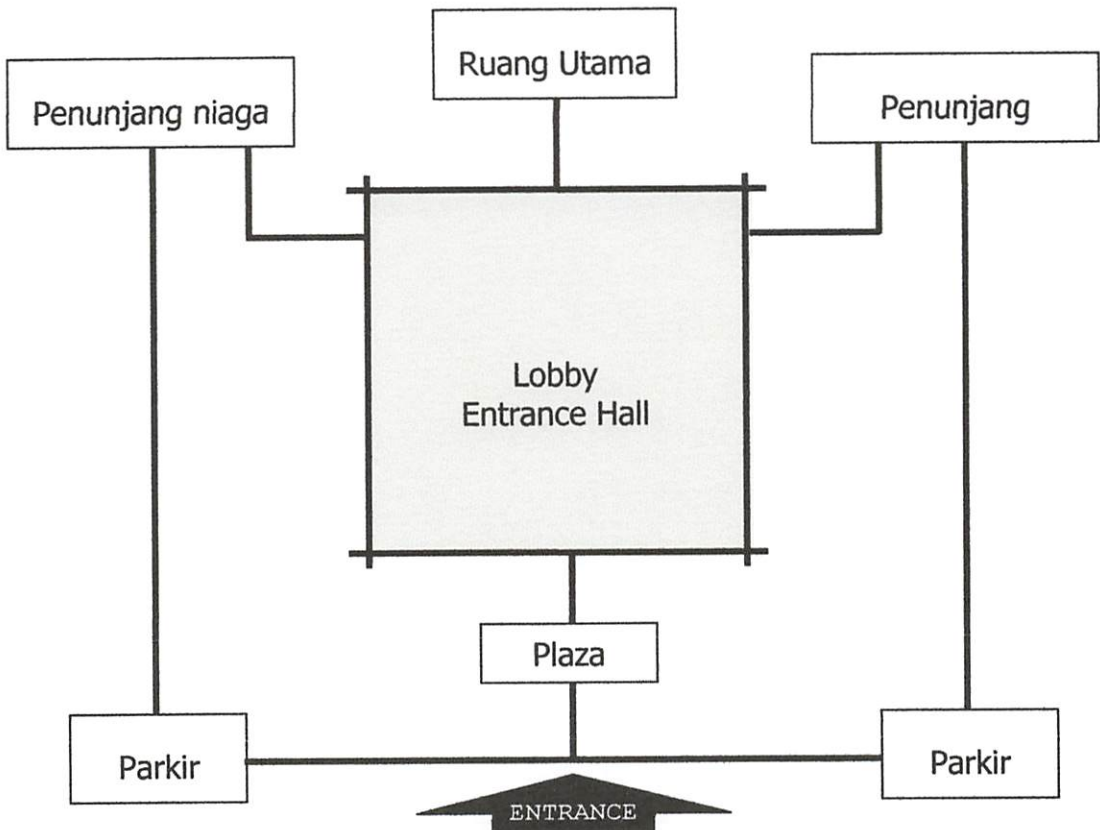 Ruang Utama
Penunjang niaga
Penunjang
Lobby
Entrance Hall
Plaza
Parkir
Parkir
ENTRANCE